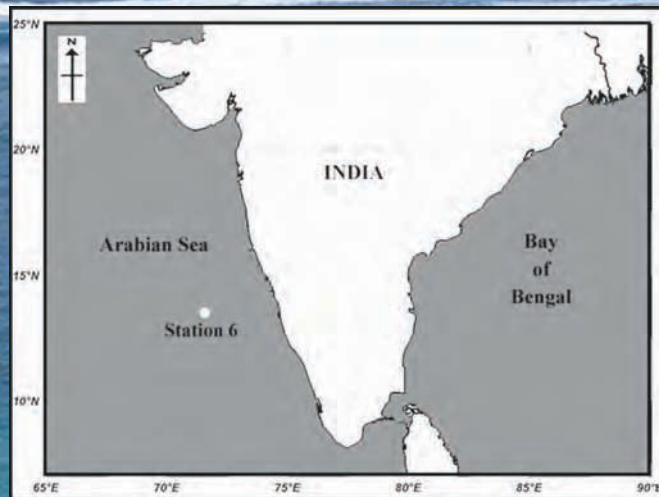 25°N
N
20°N
INDIA
Arabian Sea
Bay
of
Bengal
15°N
Station 6
10°N
65°E 70°E 75°E 80°E 85°E 90°E